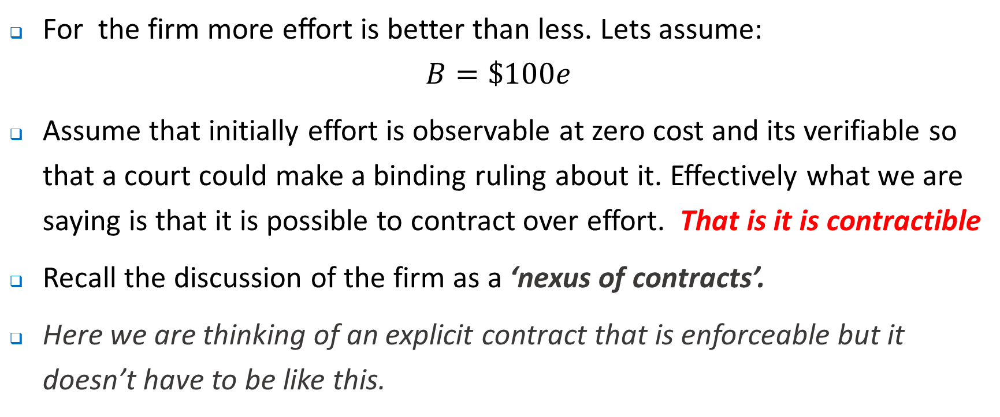 For  the firm more effort is better than less. Lets assume:
B = $100e
Assume that initially effort is observable at zero cost and its verifiable so
that a court could make a binding ruling about it. Effectively what we are
saying is that it is possible to contract over effort.  That is it is contractible
Recall the discussion of the firm as a ‘nexus of contracts’.
Here we are thinking of an explicit contract that is enforceable but it
doesn’t have to be like this.